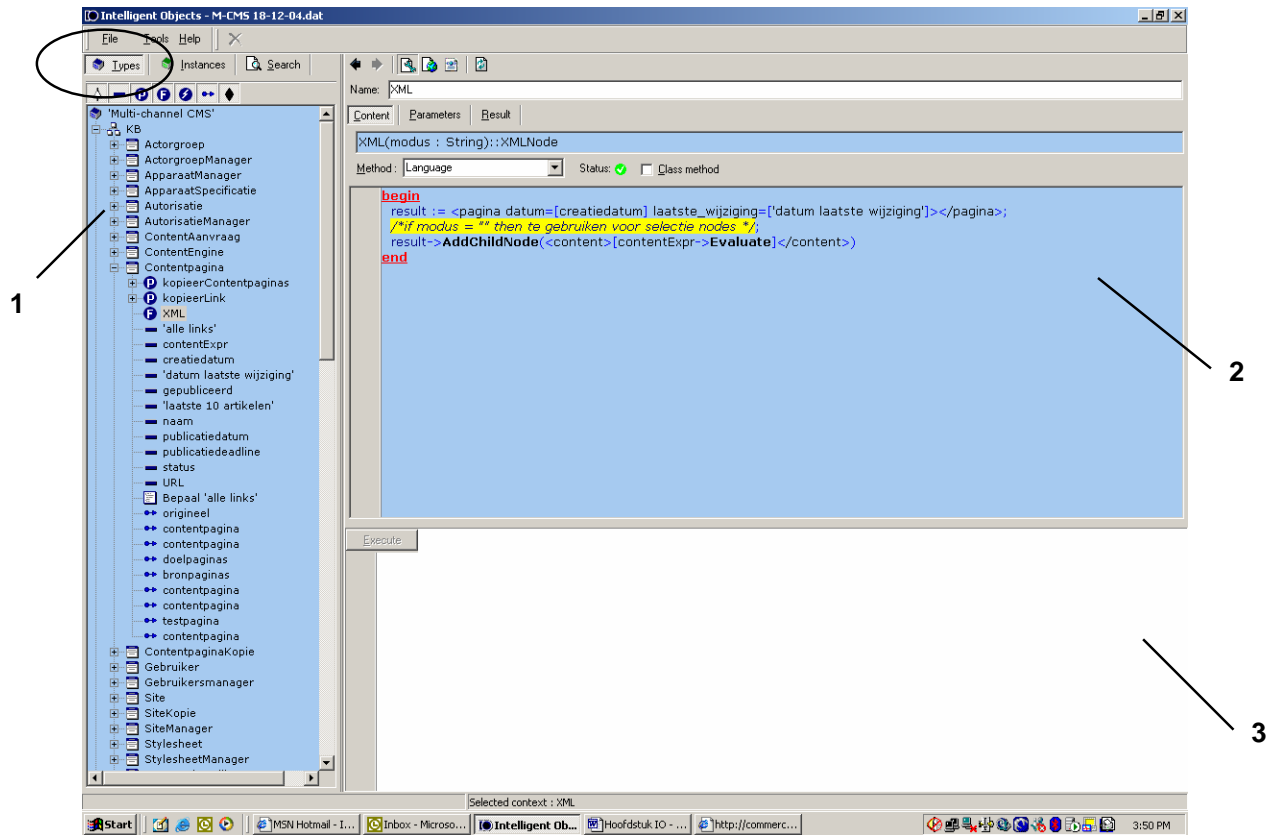 Intelligent Objects - M-CMS 18-12-04.dat
File Tools Help
Types Instances Search
Name: XML
'Multi-channel CMS'
KB
Actorgroep
ActorgroepManager
ApparaatManager
ApparaatSpecificatie
Autorisatie
AutorisatieManager
ContentAanvraag
ContentEngine
Contentpagina
kopieerContentpaginas
kopieerLink
XML
'alle links'
contentExpr
creatiedatum
'datum laatste wijziging'
gepubliceerd
'laatste 10 artikelen'
naam
publicatiedatum
publicatiedeadline
status
URL
Bepaal 'alle links'
origineel
contentpagina
contentpagina
doelpaginas
bronpaginas
contentpagina
contentpagina
testpagina
contentpagina
ContentpaginaKopie
Gebruiker
Gebruikersmanager
Site
SiteKopie
SiteManager
Stylesheet
StylesheetManager
Content Parameters Result
XML(modus : String)::XMLNode
Method : Language Status: Class method
begin
result := <pagina datum=[creatiedatum] laatste_wijziging=['datum laatste wijziging']></pagina>;
/*if modus = "" then te gebruiken voor selectie nodes */;
result->AddChildNode(<content>[contentExpr->Evaluate]</content>)
end
Execute
1
2
3
Selected context : XML
Start MSN Hotmail - I... Inbox - Microso... Intelligent Ob... Hoofdstuk IO - ... http://commerc... 3:50 PM